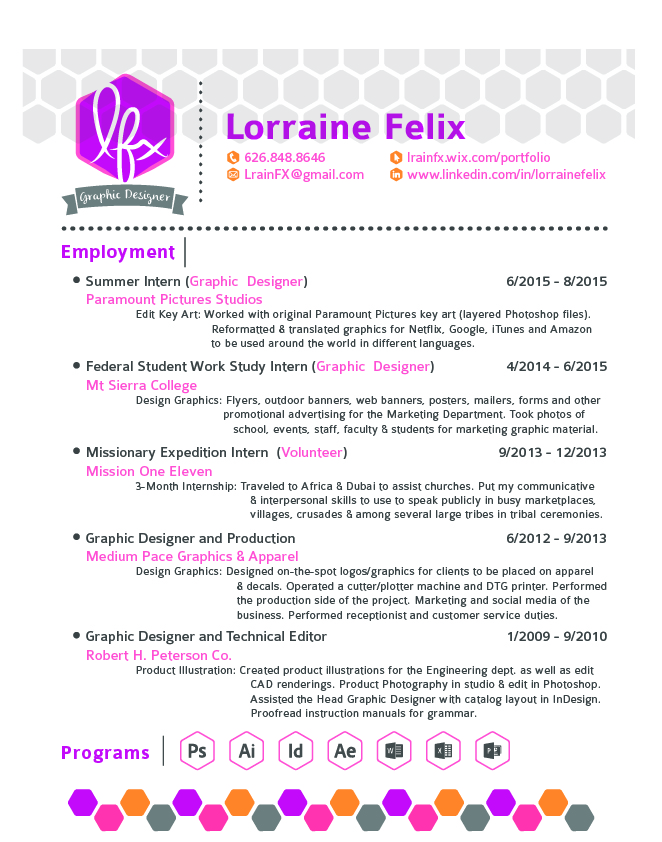 lfx
Graphic Designer
Lorraine Felix
626.848.8646
lrainfx.wix.com/portfolio
LrainFX@gmail.com
in
www.linkedin.com/in/lorrainefelix
Employment
Summer Intern (Graphic Designer) 6/2015 - 8/2015
Paramount Pictures Studios
Edit Key Art: Worked with original Paramount Pictures key art (layered Photoshop files).
Reformatted & translated graphics for Netflix, Google, iTunes and Amazon
to be used around the world in different languages.
Federal Student Work Study Intern (Graphic Designer) 4/2014 - 6/2015
Mt Sierra College
Design Graphics: Flyers, outdoor banners, web banners, posters, mailers, forms and other
promotional advertising for the Marketing Department. Took photos of
school, events, staff, faculty & students for marketing graphic material.
Missionary Expedition Intern (Volunteer) 9/2013 - 12/2013
Mission One Eleven
3-Month Internship: Traveled to Africa & Dubai to assist churches. Put my communicative
& interpersonal skills to use to speak publicly in busy marketplaces,
villages, crusades & among several large tribes in tribal ceremonies.
Graphic Designer and Production 6/2012 - 9/2013
Medium Pace Graphics & Apparel
Design Graphics: Designed on-the-spot logos/graphics for clients to be placed on apparel
& decals. Operated a cutter/plotter machine and DTG printer. Performed
the production side of the project. Marketing and social media of the
business. Performed receptionist and customer service duties.
Graphic Designer and Technical Editor 1/2009 - 9/2010
Robert H. Peterson Co.
Product Illustration: Created product illustrations for the Engineering dept. as well as edit
CAD renderings. Product Photography in studio & edit in Photoshop.
Assisted the Head Graphic Designer with catalog layout in InDesign.
Proofread instruction manuals for grammar.
Programs Ps Ai Id Ae W X P